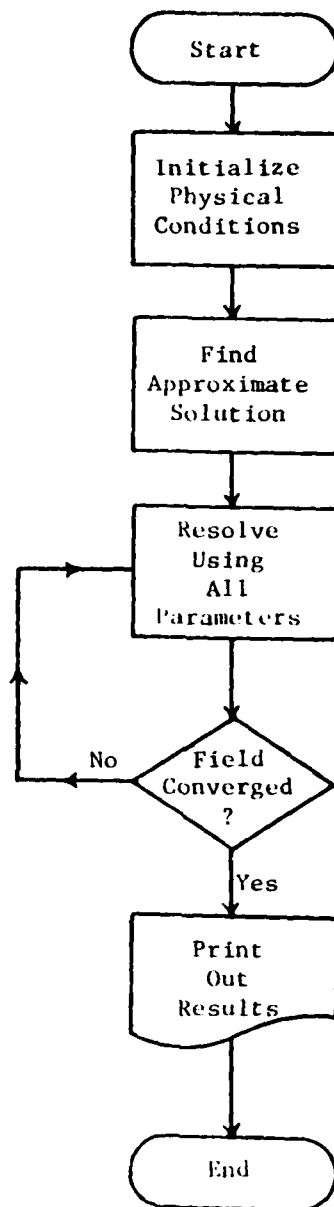 Start
Initialize
Physical
Conditions
Find
Approximate
Solution
Resolve
Using
All
Parameters
No
Field
Converged
?
Yes
Print
Out
Results
End